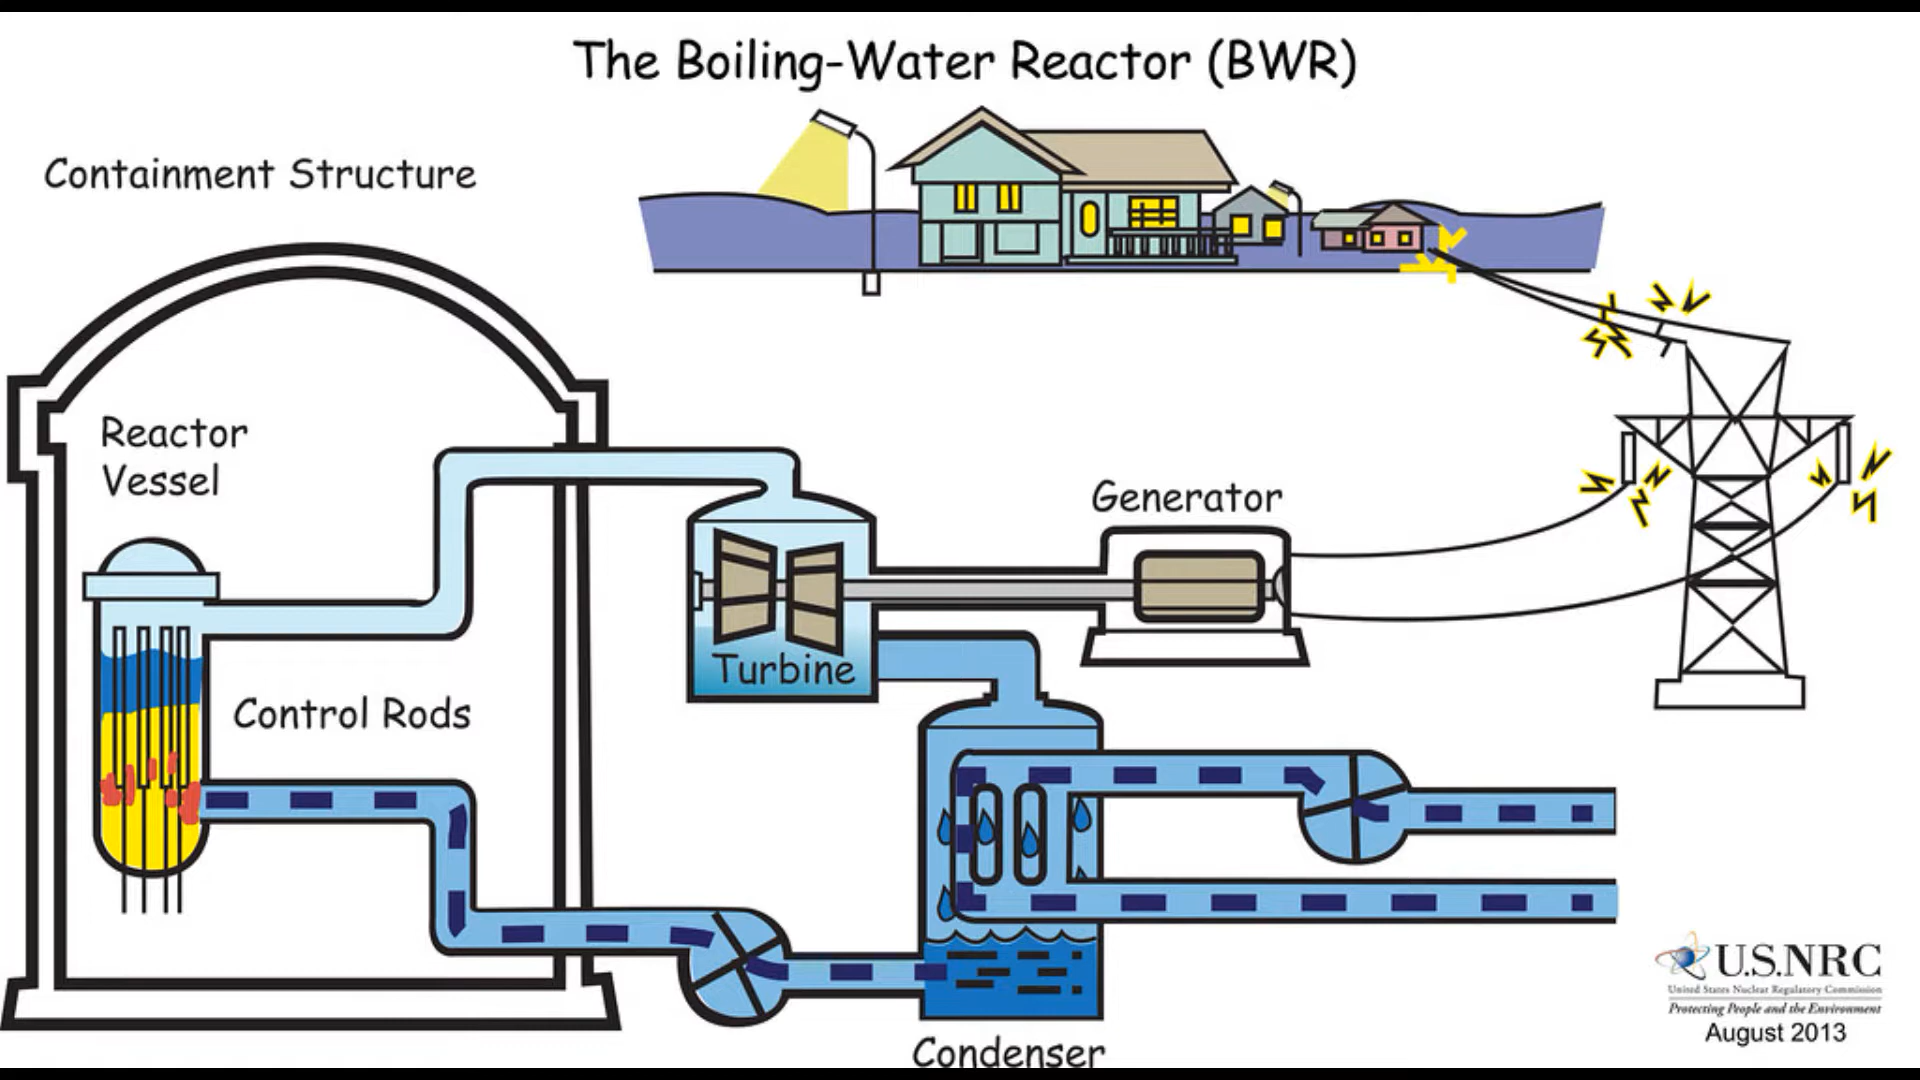 The Boiling-Water Reactor (BWR)
Containment Structure
Reactor
Vessel
Generator
Turbine
Control Rods
Condenser
U.S.NRC
United States Nuclear Regulatory Commission
Protecting People and the Environment
August 2013